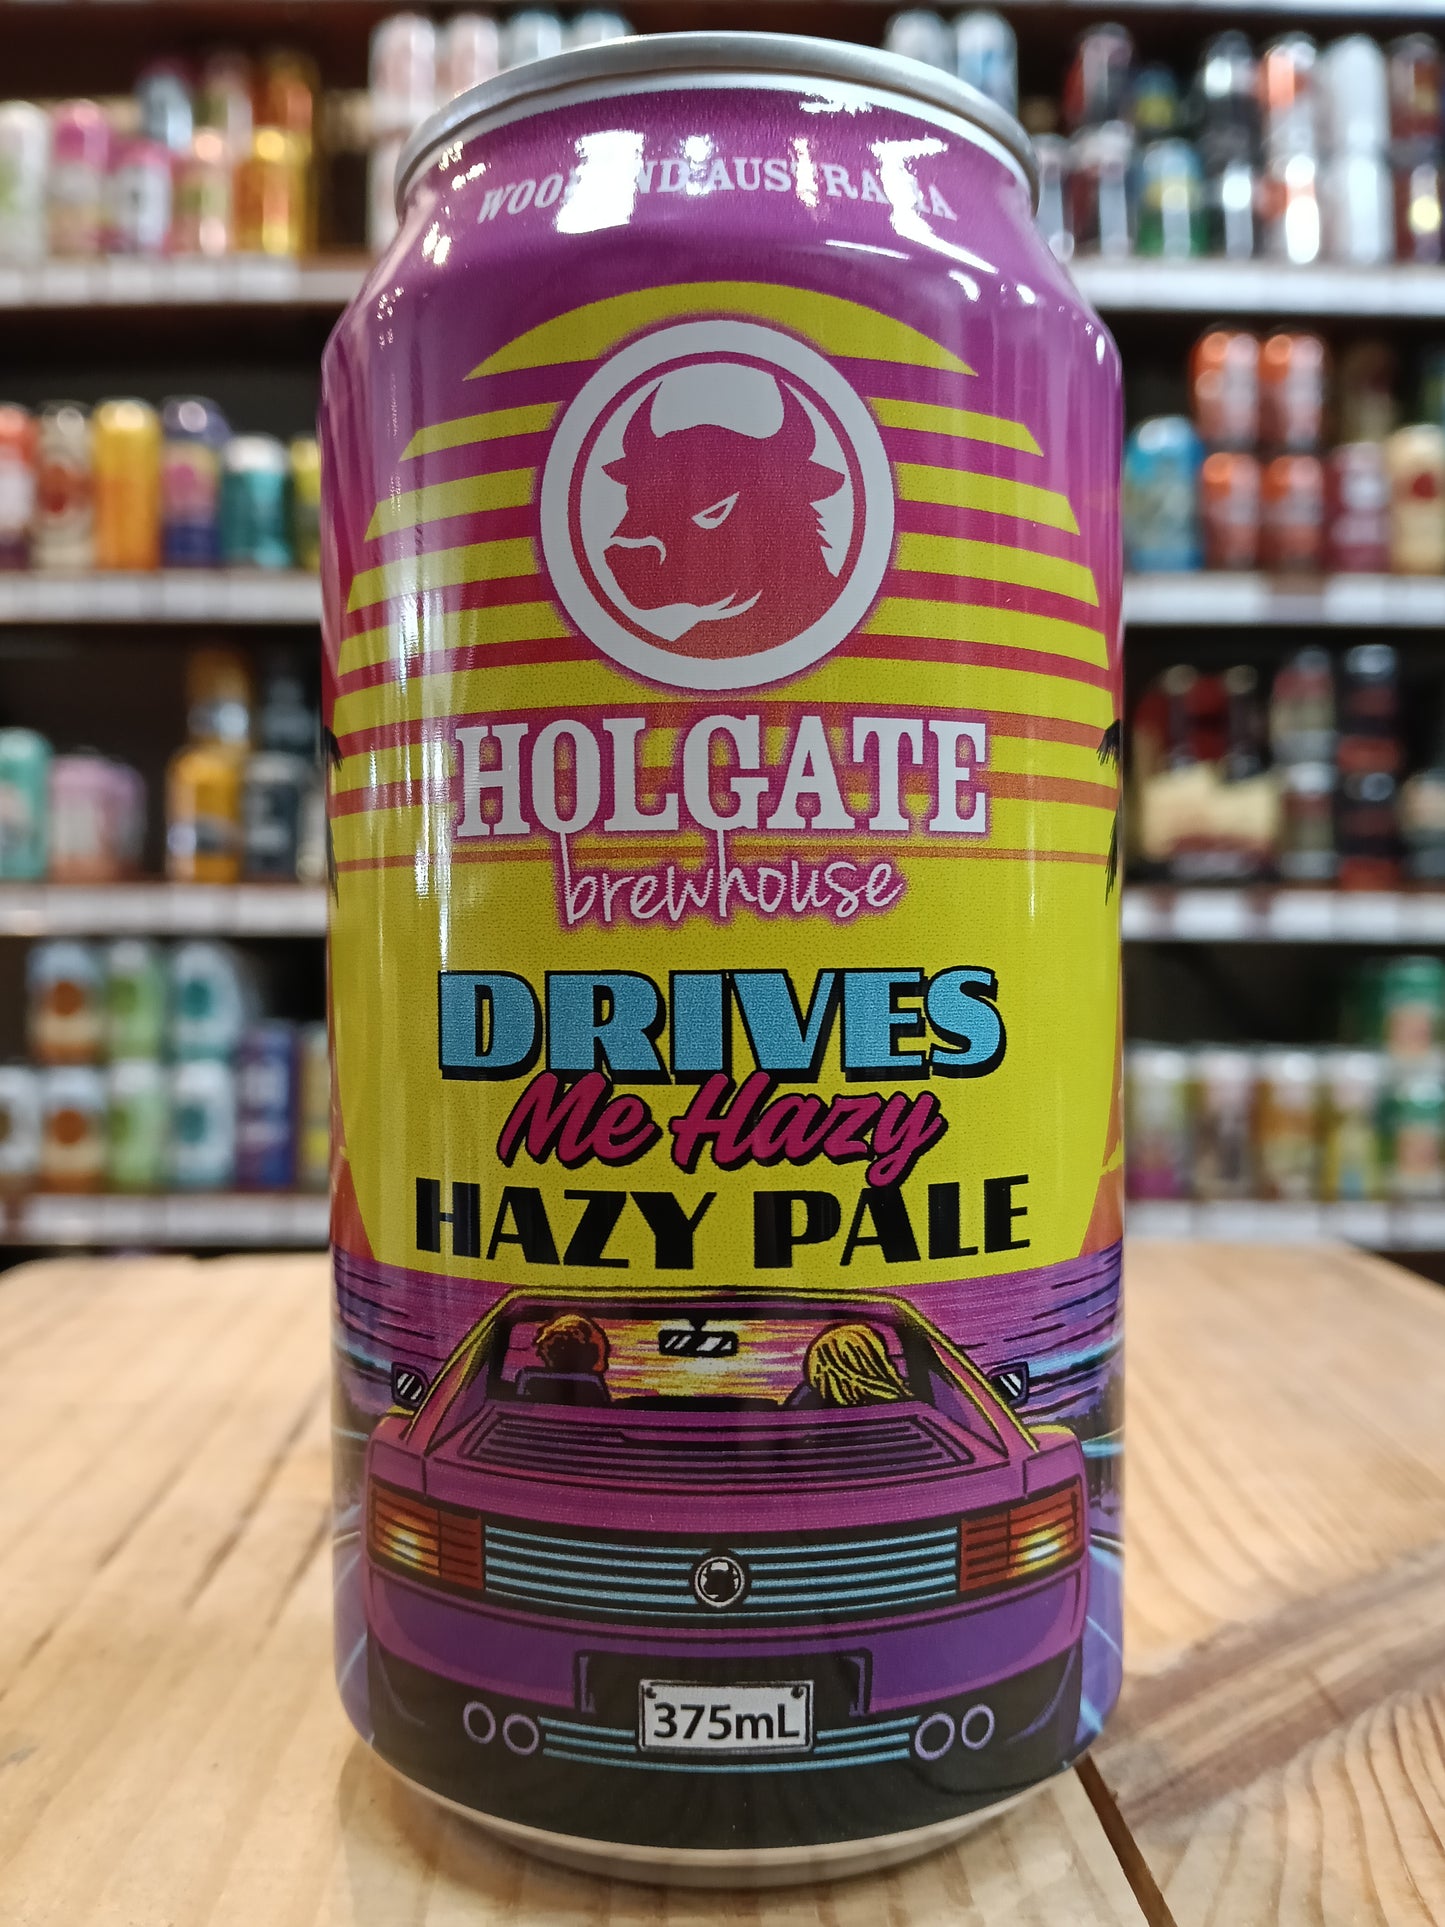 WOODEND AUSTRALIA
HOLGATE
brewhouse
DRIVES
Me Hazy
HAZY PALE
375mL